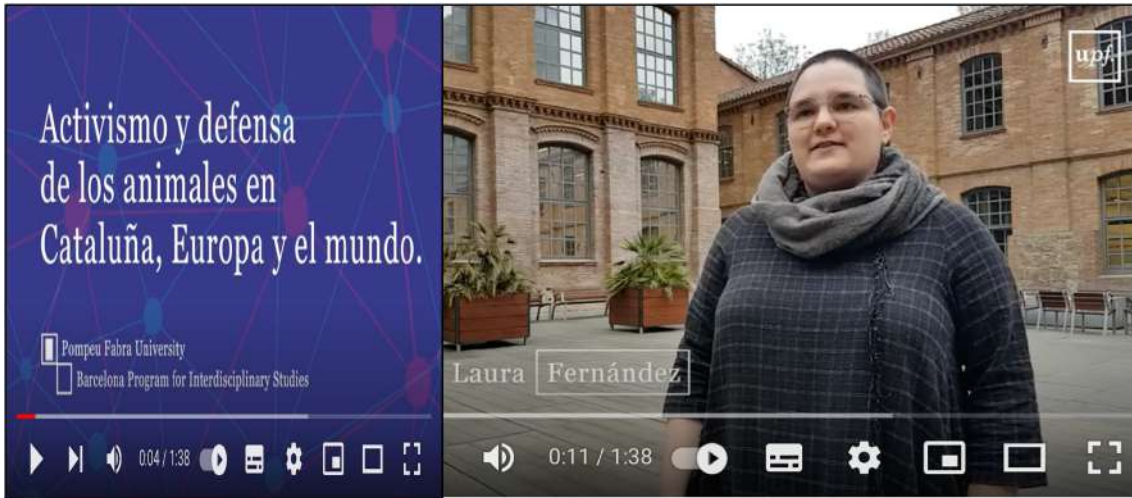 Activismo y defensa
de los animales en
Cataluña, Europa y el mundo.
Pompeu Fabra University
Barcelona Program for Interdisciplinary Studies
0:04 / 1:38
upf.
Laura Fernández
0:11 / 1:38